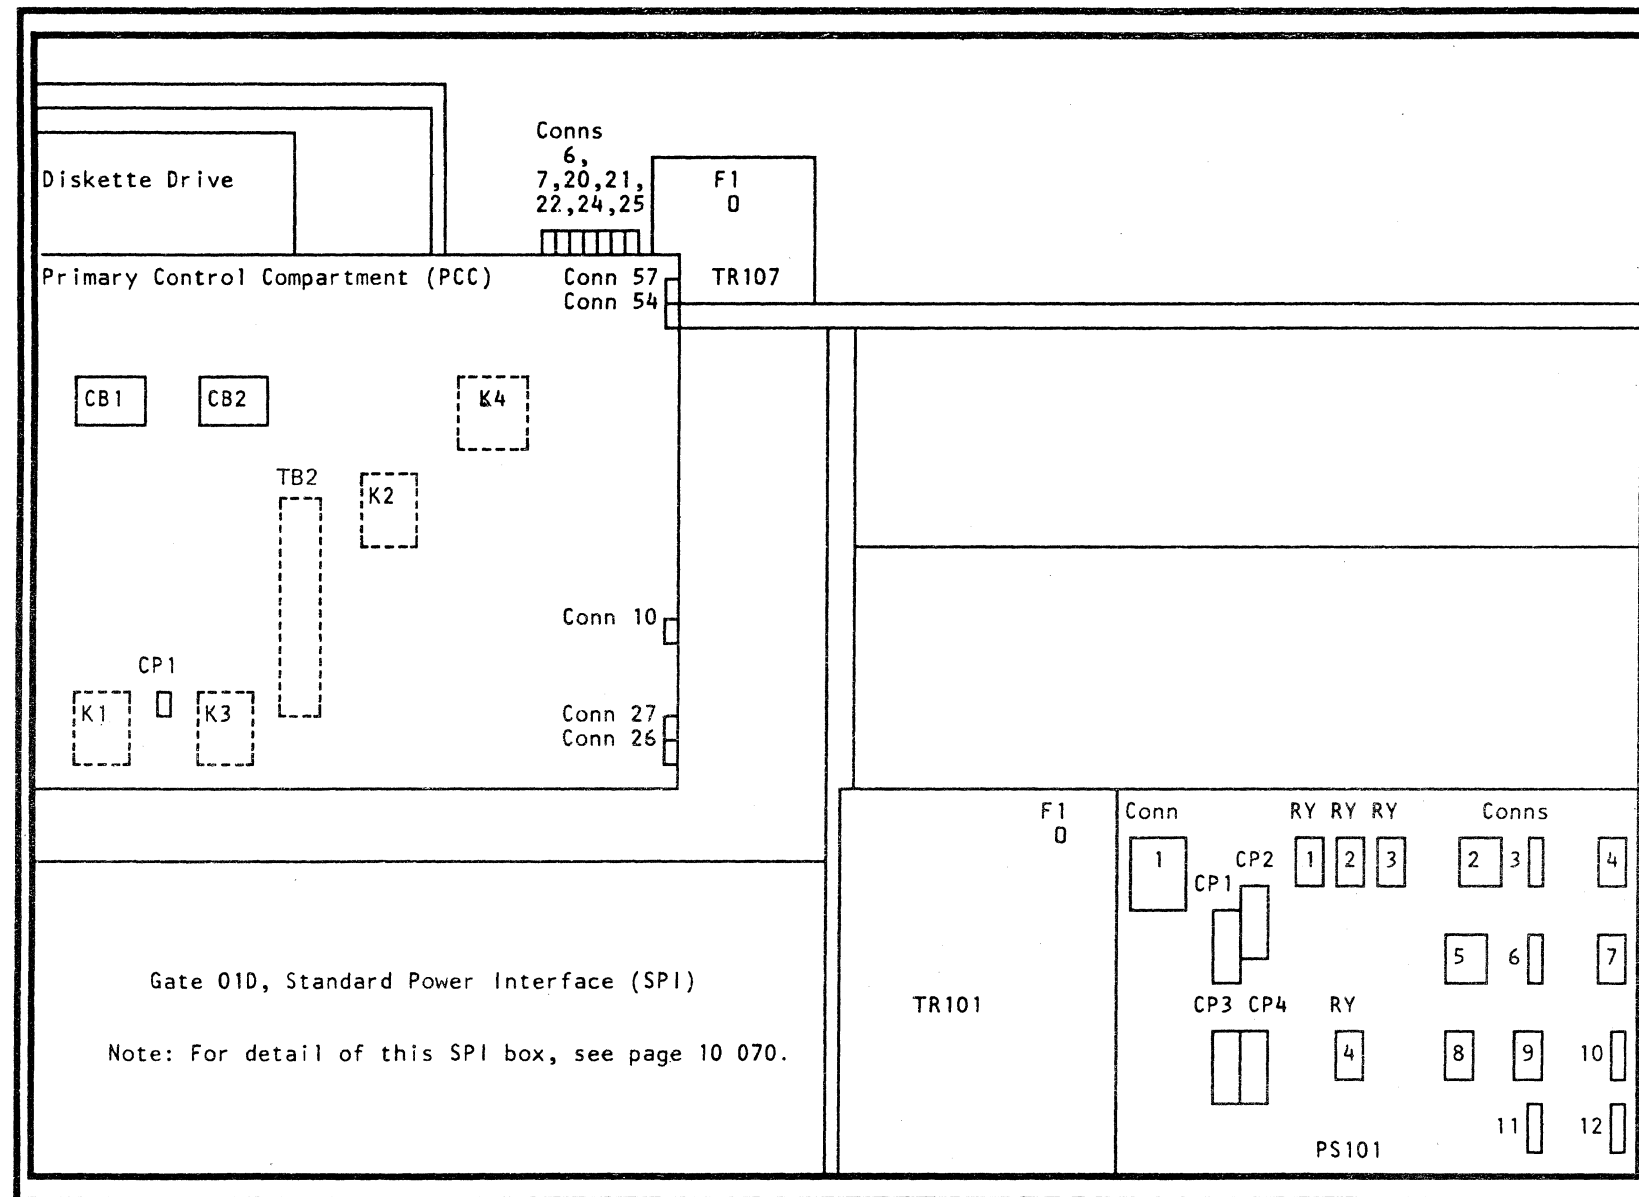 Conns
6,
7,20,21,
22,24,25
Diskette Drive
F1
TR107
Primary Control Compartment (PCC)
Conn 57
Conn 54
CB1
CB2
K4
TB2
K2
Conn 10
CP1
K1
K3
Conn 27
Conn 26
F1
TR101
Conn
1
CP1
CP2
RY RY RY
1 2 3
Conns
2 3 4
5 6 7
CP3 CP4
RY
4
8 9 10
11 12
PS101
Gate 01D, Standard Power Interface (SPI)
Note: For detail of this SPI box, see page 10 070.